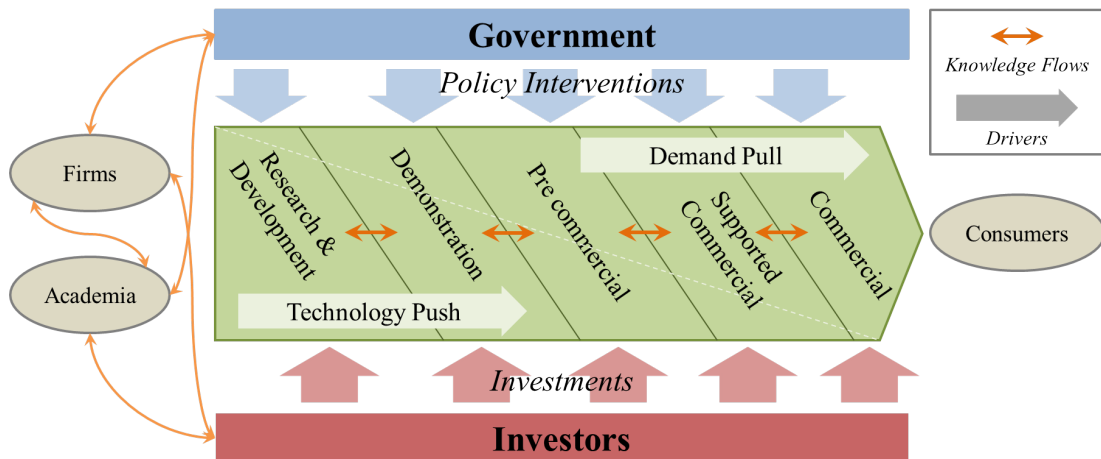 Government
Policy Interventions
Knowledge Flows
Drivers
Firms
Academia
Research &
Development
Demonstration
Pre commercial
Supported
Commercial
Commercial
Demand Pull
Technology Push
Consumers
Investments
Investors